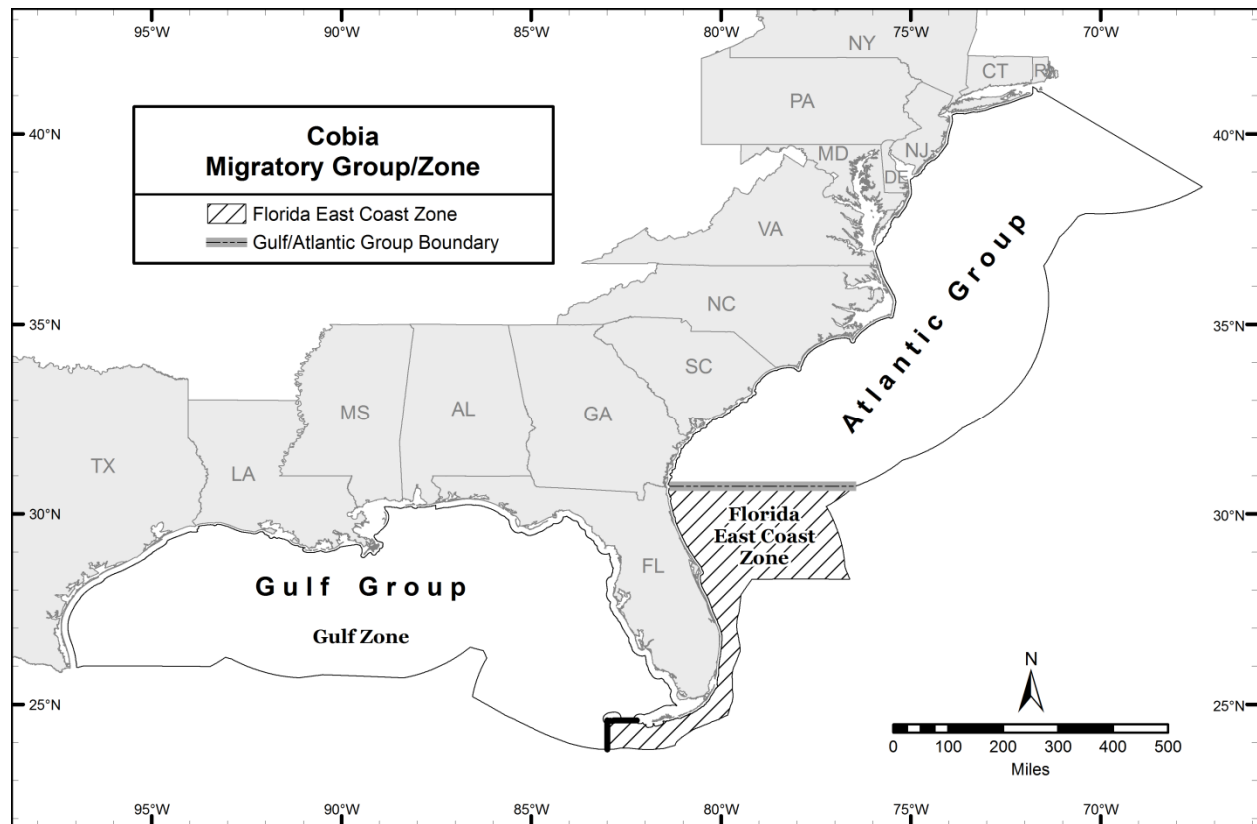 95°W 90°W 85°W 80°W 75°W 70°W
NY
CT
PA
40°N
40°N
Cobia
Migratory Group/Zone
Florida East Coast Zone
Gulf/Atlantic Group Boundary
MD
NJ
DE
VA
Atlantic Group
NC
35°N
35°N
SC
MS
AL
GA
TX
LA
30°N
30°N
Florida
East Coast
Zone
FL
Gulf Group
Gulf Zone
N
25°N
25°N
0 50 100 200 300 400 500
Miles
95°W 90°W 85°W 80°W 75°W 70°W